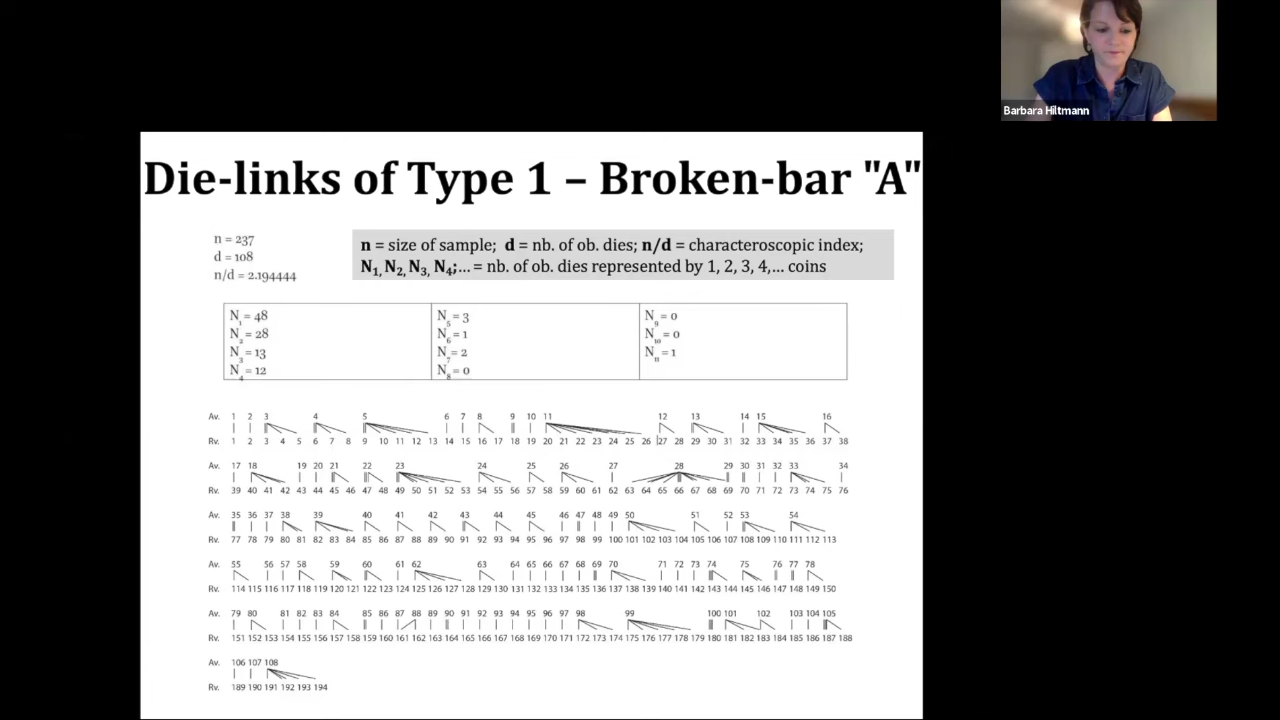 Barbara Hiltmann
Die-links of Type 1 – Broken-bar "A"
n = 237
d = 108
n/d = 2.194444
n = size of sample; d = nb. of ob. dies; n/d = characteroscopic index;
N1, N2, N3, N4;... = nb. of ob. dies represented by 1, 2, 3, 4,... coins
N1 = 48
N2 = 28
N3 = 13
N4 = 12
N5 = 3
N6 = 1
N7 = 2
N8 = 0
N9 = 0
N10 = 0
N11 = 1
Av. 1 2 3 4 5 6 7 8 9 10 11 12 13 14 15 16
Rv. 1 2 3 4 5 6 7 8 9 10 11 12 13 14 15 16 17 18 19 20 21 22 23 24 25 26 27 28 29 30 31 32 33 34 35 36 37 38
Av. 17 18 19 20 21 22 23 24 25 26 27 28 29 30 31 32 33 34
Rv. 39 40 41 42 43 44 45 46 47 48 49 50 51 52 53 54 55 56 57 58 59 60 61 62 63 64 65 66 67 68 69 70 71 72 73 74 75 76
Av. 35 36 37 38 39 40 41 42 43 44 45 46 47 48 49 50 51 52 53 54
Rv. 77 78 79 80 81 82 83 84 85 86 87 88 89 90 91 92 93 94 95 96 97 98 99 100 101 102 103 104 105 106 107 108 109 110 111 112 113
Av. 55 56 57 58 59 60 61 62 63 64 65 66 67 68 69 70 71 72 73 74 75 76 77 78
Rv. 114 115 116 117 118 119 120 121 122 123 124 125 126 127 128 129 130 131 132 133 134 135 136 137 138 139 140 141 142 143 144 145 146 147 148 149 150
Av. 79 80 81 82 83 84 85 86 87 88 89 90 91 92 93 94 95 96 97 98 99 100 101 102 103 104 105
Rv. 151 152 153 154 155 156 157 158 159 160 161 162 163 164 165 166 167 168 169 170 171 172 173 174 175 176 177 178 179 180 181 182 183 184 185 186 187 188
Av. 106 107 108
Rv. 189 190 191 192 193 194